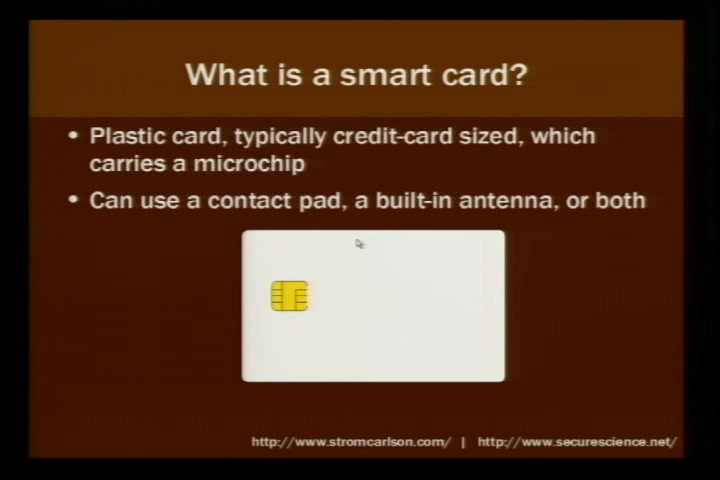 What is a smart card?
• Plastic card, typically credit-card sized, which
carries a microchip
• Can use a contact pad, a built-in antenna, or both
http://www.stromcarlson.com/ | http://www.securescience.net/